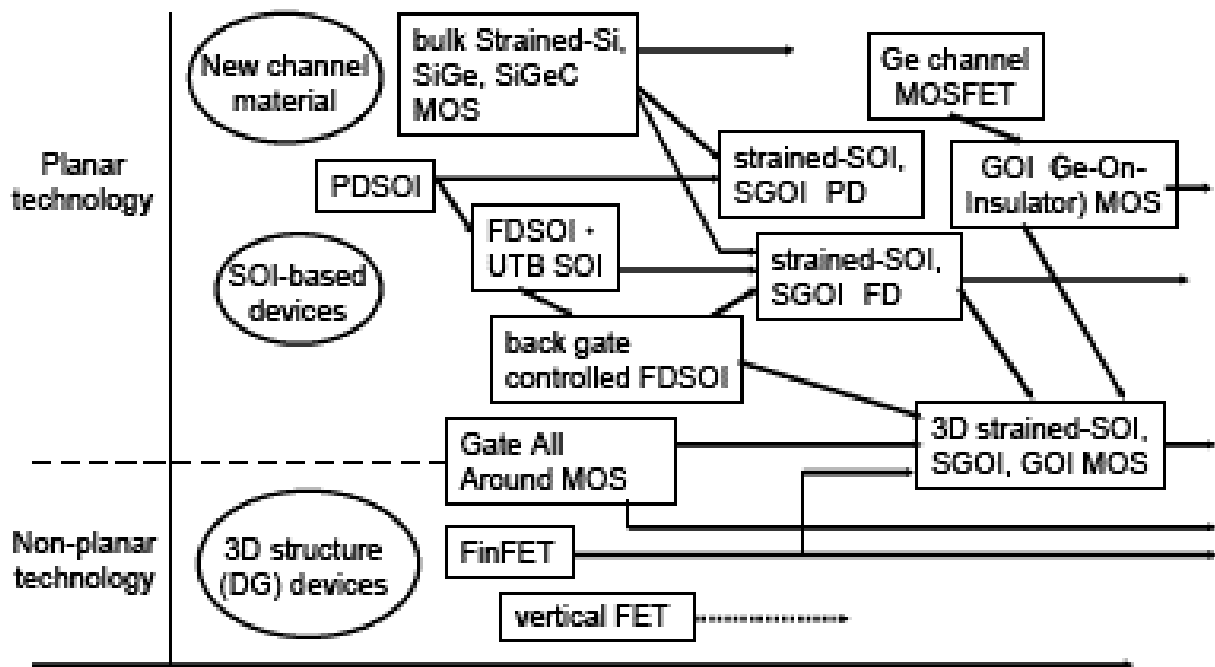 New channel
material
bulk Strained-Si,
SiGe, SiGeC
MOS
Ge channel
MOSFET
Planar
technology
PDSOI
strained-SOI,
SGOI PD
GOI (Ge-On-
Insulator) MOS
FDSOI・
UTB SOI
SOI-based
devices
strained-SOI,
SGOI FD
back gate
controlled FDSOI
3D strained-SOI,
SGOI, GOI MOS
Gate All
Around MOS
Non-planar
technology
3D structure
(DG) devices
FinFET
vertical FET